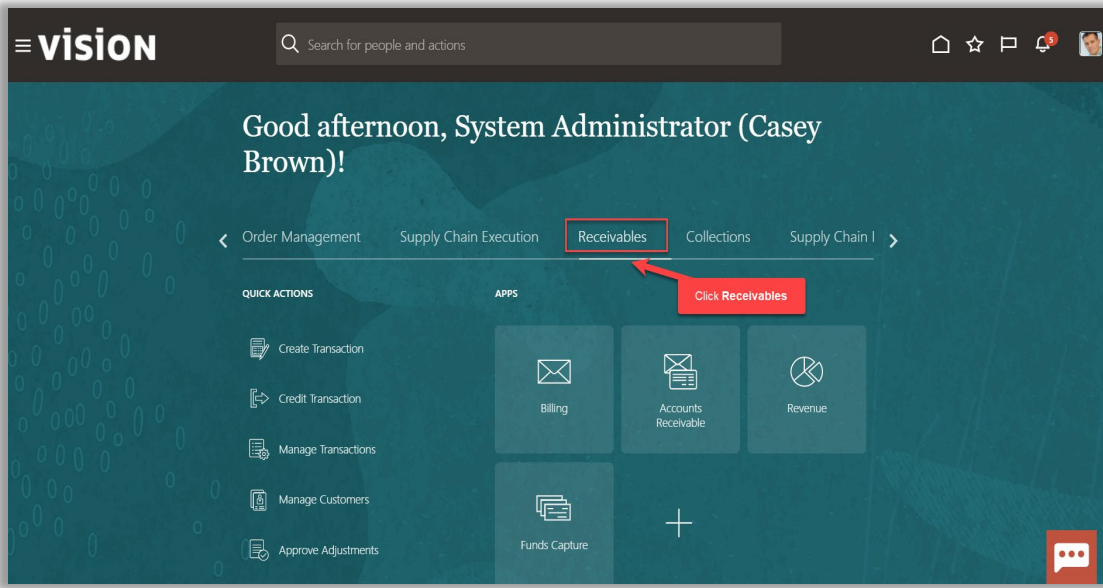 vision
Search for people and actions
5
Good afternoon, System Administrator (Casey
Brown)!
Order Management Supply Chain Execution Receivables Collections Supply Chain
QUICK ACTIONS APPS
Click Receivables
Create Transaction
Credit Transaction
Billing Accounts Revenue
Receivable
Manage Transactions
Manage Customers
Approve Adjustments Funds Capture